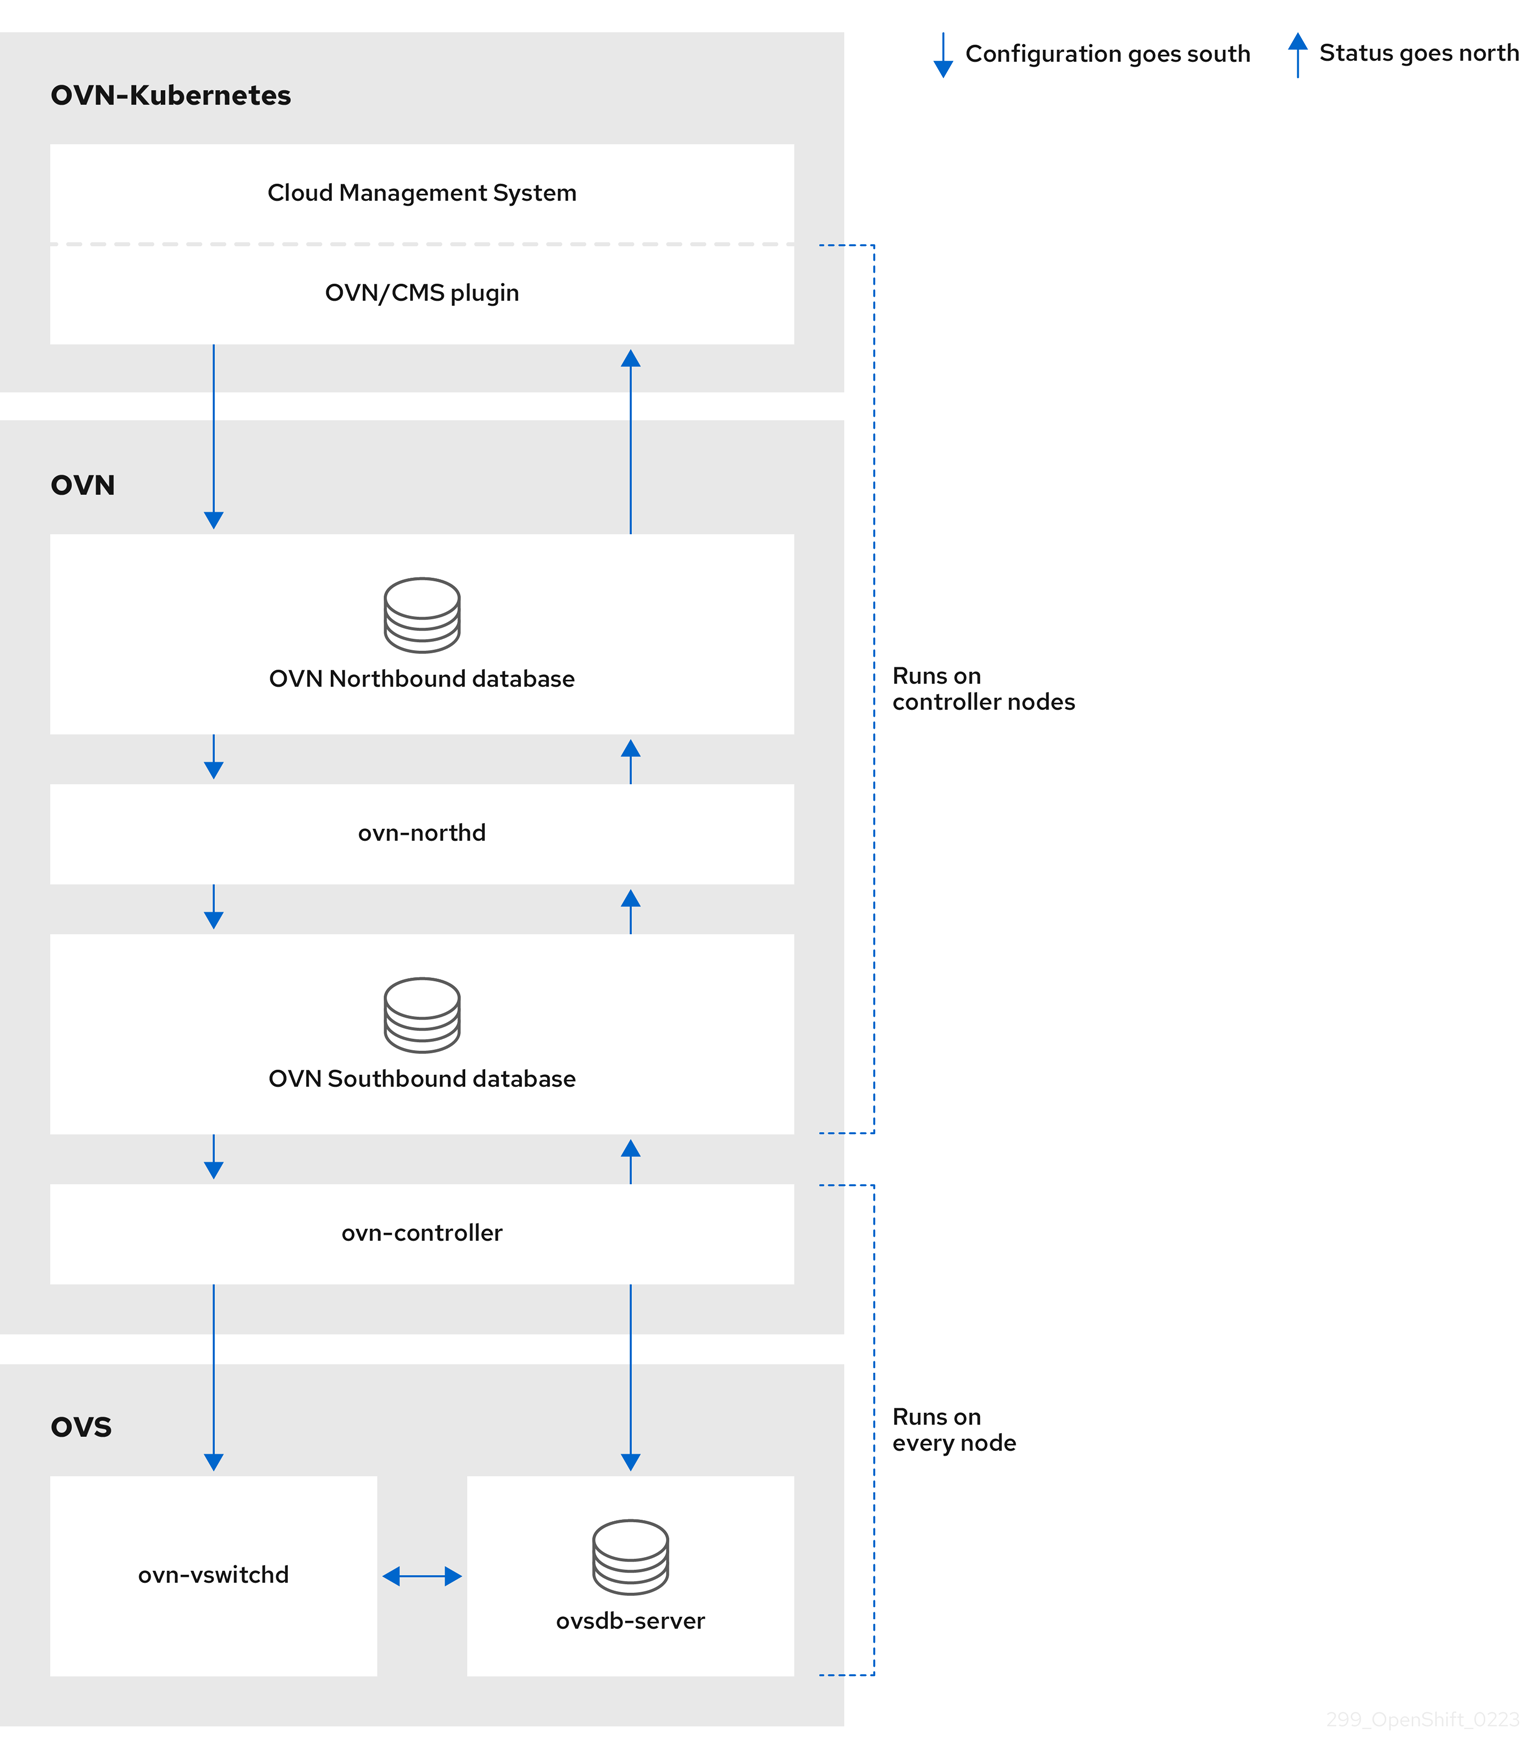 Configuration goes south
Status goes north
OVN-Kubernetes
Cloud Management System
OVN/CMS plugin
OVN
OVN Northbound database
Runs on
controller nodes
ovn-northd
OVN Southbound database
ovn-controller
OVS
Runs on
every node
ovn-vswitchd
ovsdb-server
299_OpenShift_0223